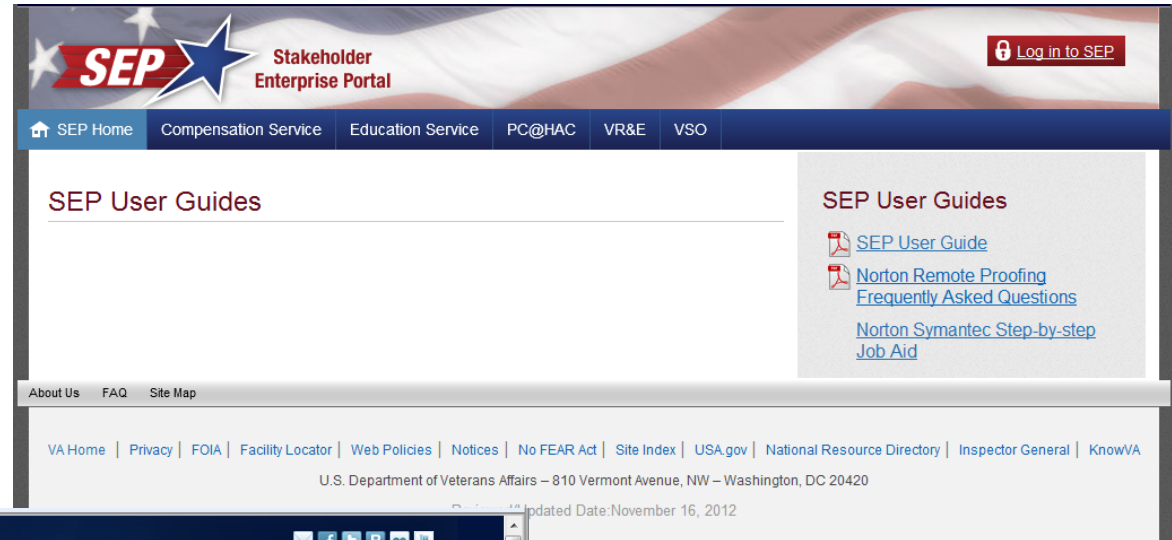 SEP
Stakeholder
Enterprise Portal
Log in to SEP
SEP Home Compensation Service Education Service PC@HAC VR&E VSO
SEP User Guides
SEP User Guides
SEP User Guide
Norton Remote Proofing
Frequently Asked Questions
Norton Symantec Step-by-step
Job Aid
About Us FAQ Site Map
VA Home | Privacy | FOIA | Facility Locator | Web Policies | Notices | No FEAR Act | Site Index | USA.gov | National Resource Directory | Inspector General | KnowVA
U.S. Department of Veterans Affairs – 810 Vermont Avenue, NW – Washington, DC 20420
Date:November 16, 2012